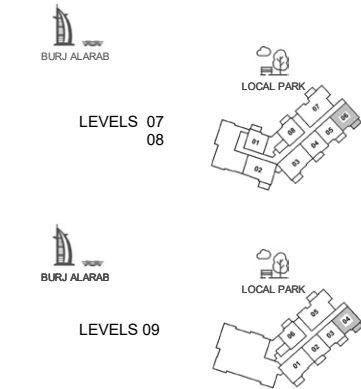 BURJ ALARAB
LOCAL PARK
LEVELS 07
08
07
06
08
05
01
04
03
02
BURJ ALARAB
LOCAL PARK
LEVELS 09
05
04
06
03
02
01